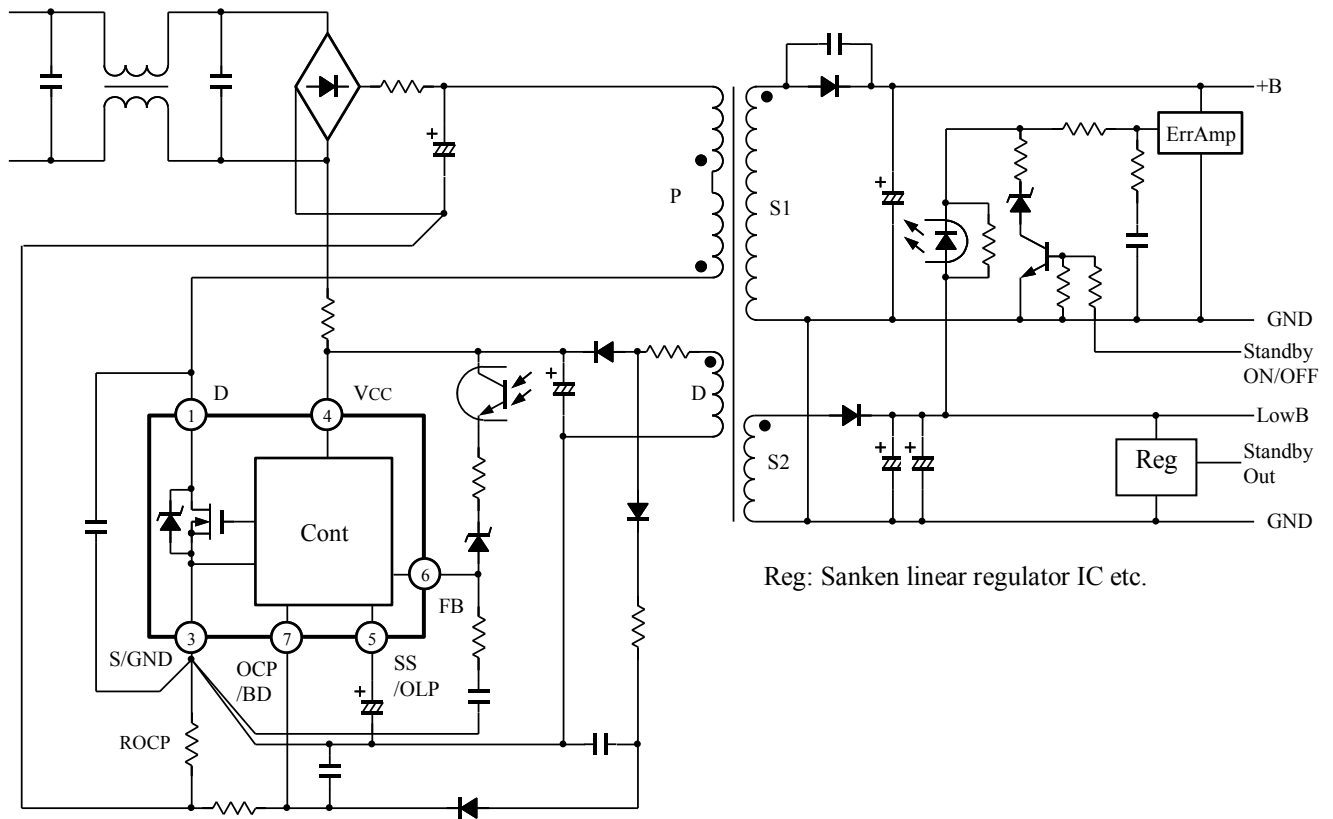 +B
ErrAmp
P
S1
GND
Standby
ON/OFF
D
D
VCC
1
4
LowB
S2
Reg
Standby
Out
Cont
GND
6
FB
Reg: Sanken linear regulator IC etc.
3
7
5
S/GND
OCP
/BD
SS
/OLP
ROCP
+
+
+
+
+
+